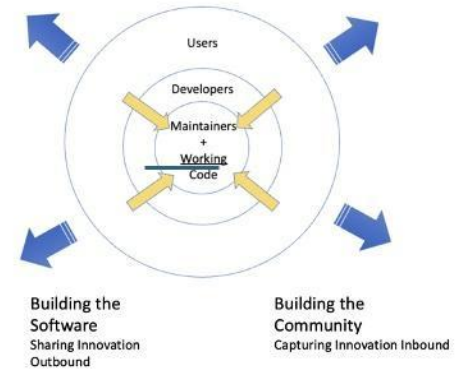 Users
Developers
Maintainers
+
Working
Code
Building the
Software
Sharing Innovation
Outbound
Building the
Community
Capturing Innovation Inbound